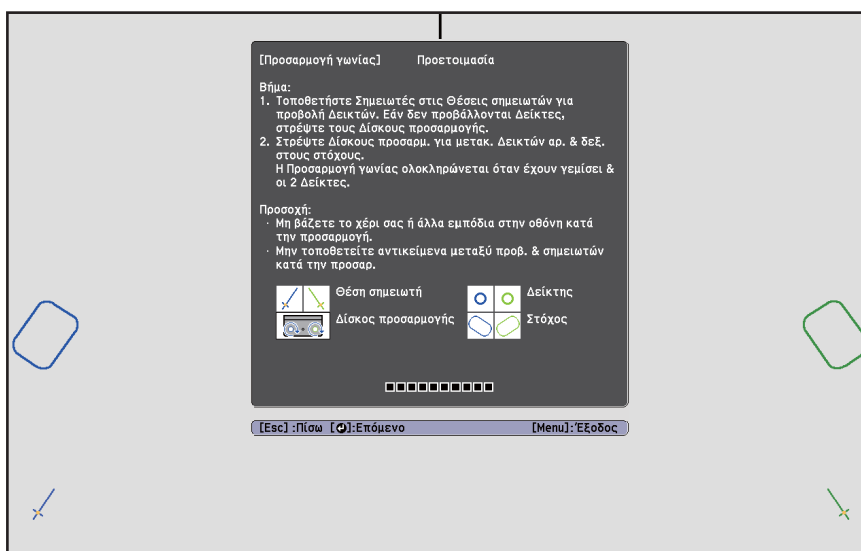 [Προσαρμογή γωνίας] Προετοιμασία
Βήμα:
1. Τοποθετήστε Σημειωτές στις Θέσεις σημειωτών για
προβολή Δεικτών. Εάν δεν προβάλλονται Δείκτες,
στρέψτε τους Δίσκους προσαρμογής.
2. Στρέψτε Δίσκους προσαρμ. για μετακ. Δεικτών αρ. & δεξ.
στους στόχους.
Η Προσαρμογή γωνίας ολοκληρώνεται όταν έχουν γεμίσει &
οι 2 Δείκτες.
Προσοχή:
· Μη βάζετε το χέρι σας ή άλλα εμπόδια στην οθόνη κατά
την προσαρμογή.
· Μην τοποθετείτε αντικείμενα μεταξύ προβ. & σημειωτών
κατά την προσαρ.
Θέση σημειωτή
Δείκτης
Δίσκος προσαρμογής
Στόχος
[Esc] :Πίσω [↵]:Επόμενο [Menu]:Έξοδος